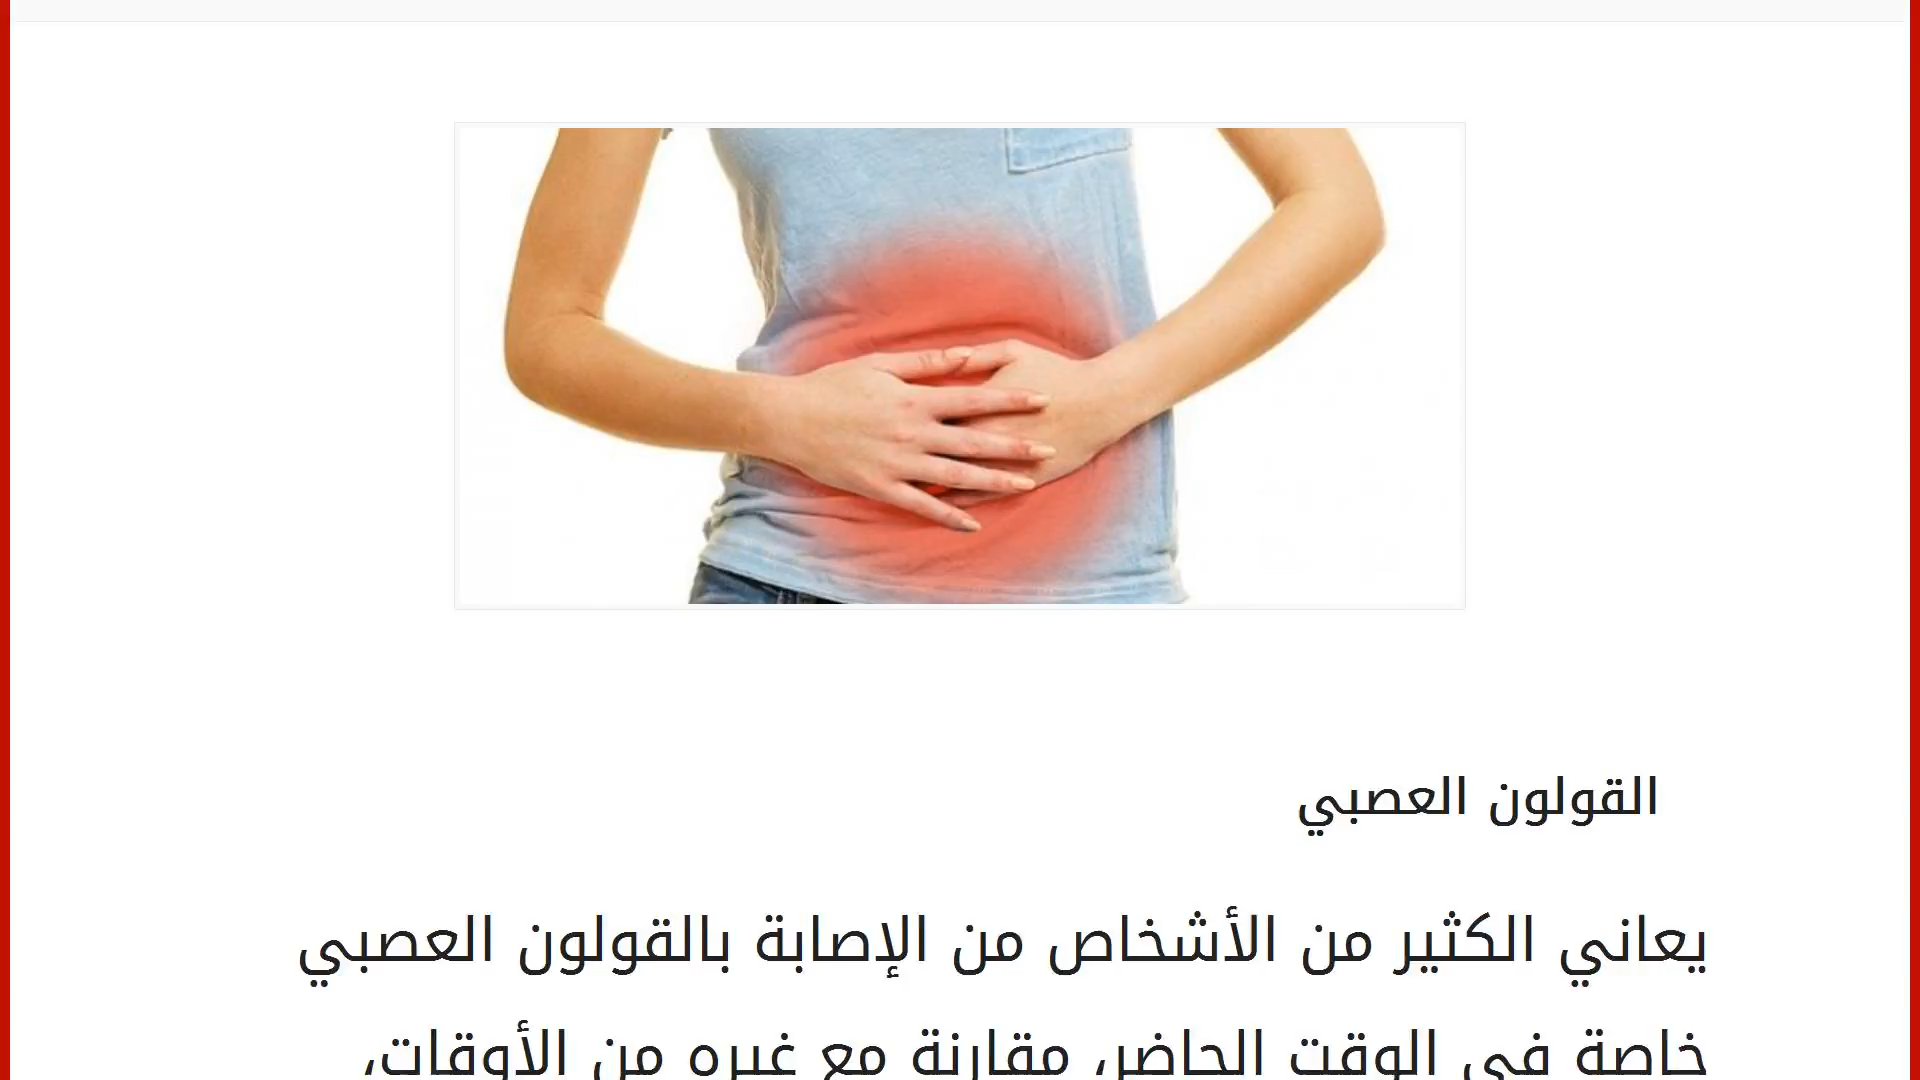 القولون العصبي
يعاني الكثير من الأشخاص من الإصابة بالقولون العصبي
خاصة في الوقت الحاضر، مقارنة مع غيره من الأوقات،